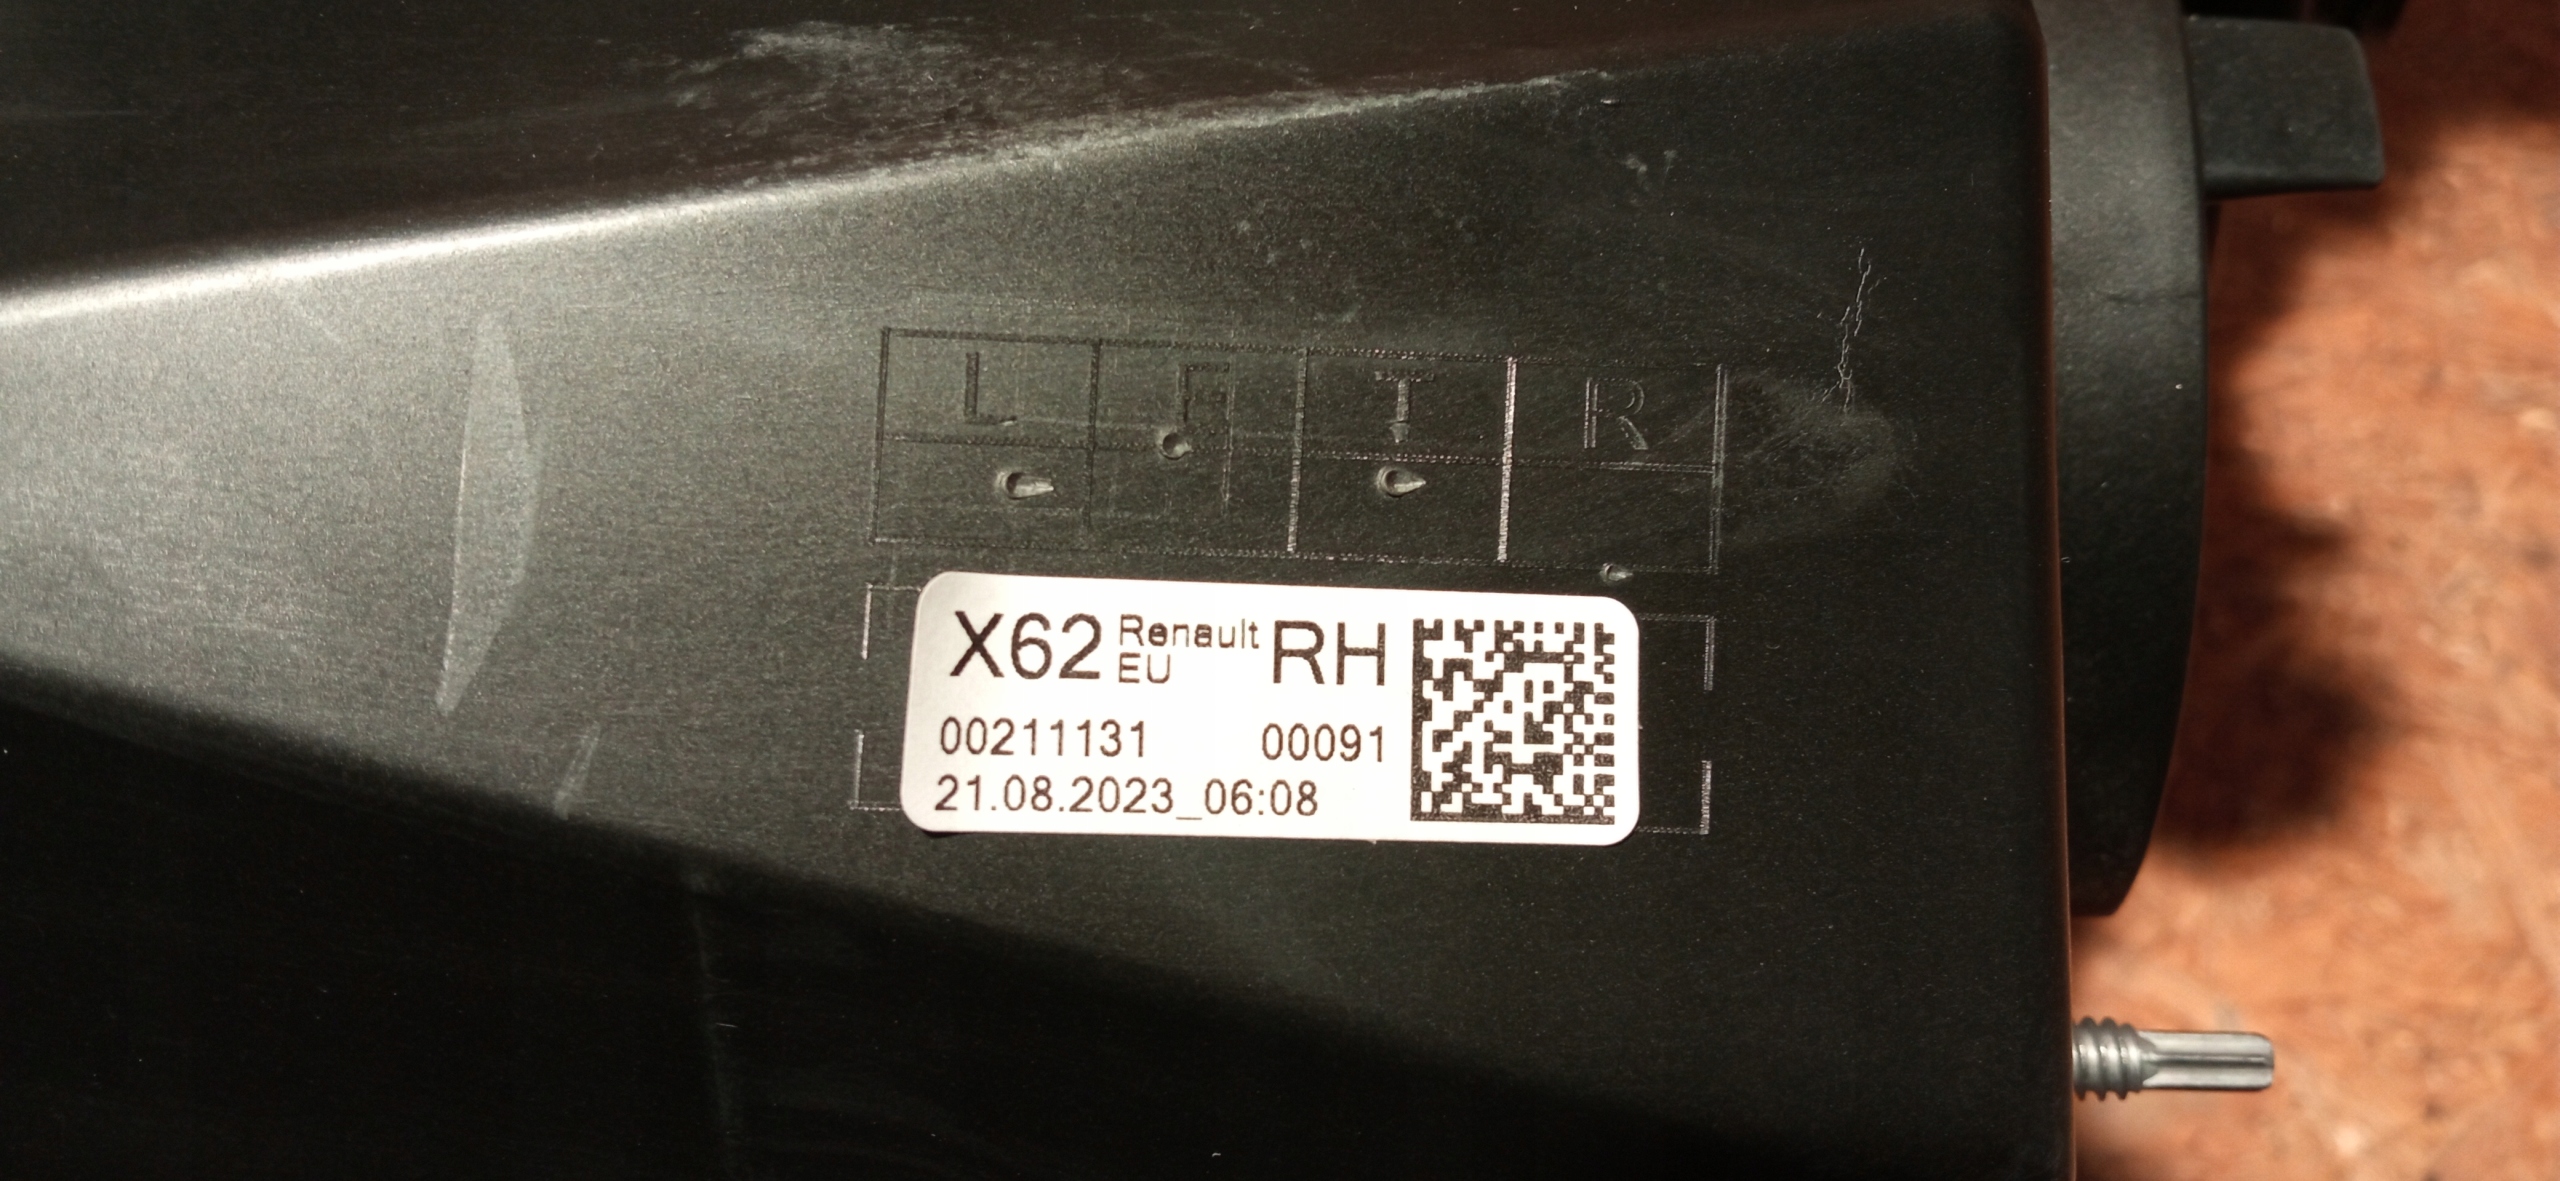 L T R
X62 Renault EU RH
00211131 00091
21.08.2023_06:08